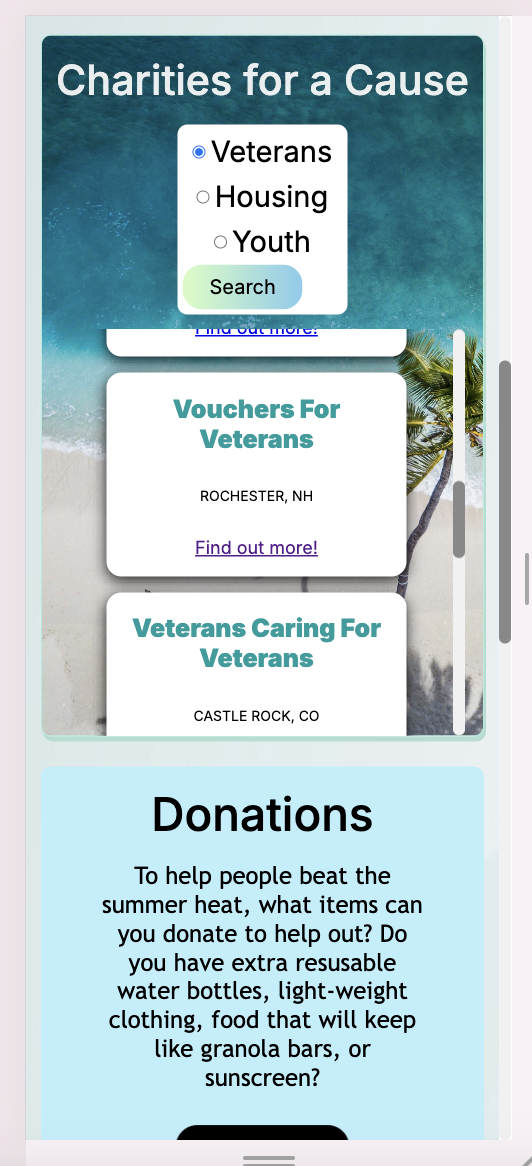 Charities for a Cause
Veterans
Housing
Youth
Search
Find out more!
Vouchers For
Veterans
ROCHESTER, NH
Find out more!
Veterans Caring For
Veterans
CASTLE ROCK, CO
Donations
To help people beat the
summer heat, what items can
you donate to help out? Do
you have extra resusable
water bottles, light-weight
clothing, food that will keep
like granola bars, or
sunscreen?